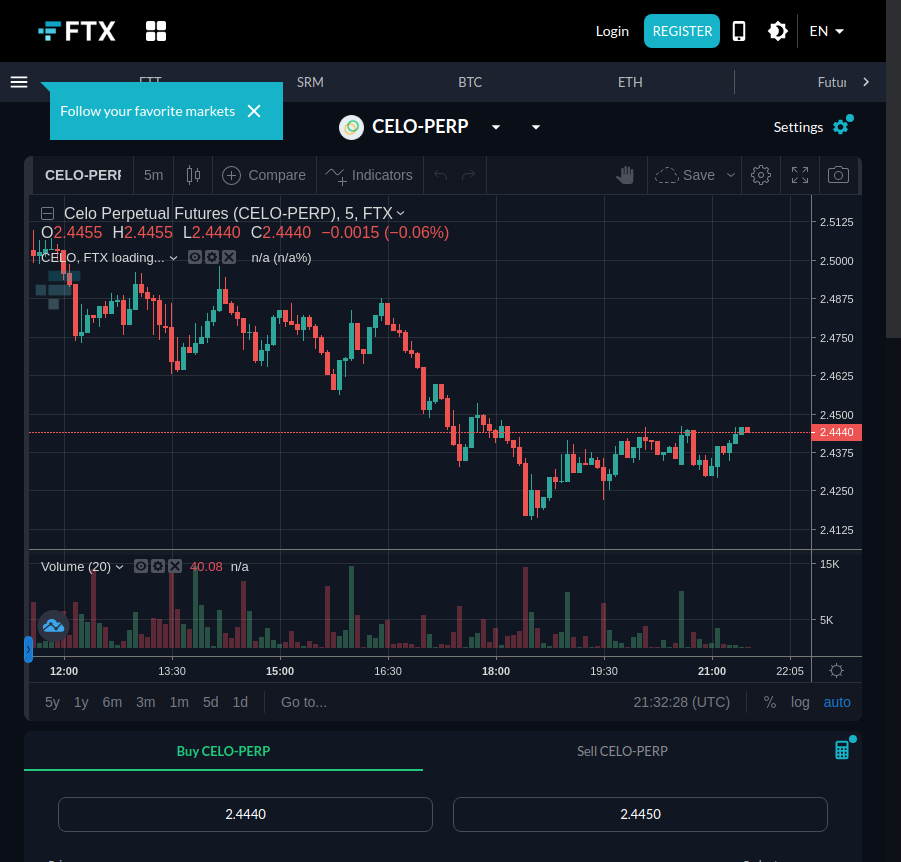 FTX
Login REGISTER EN
FTT SRM BTC ETH Futur
Follow your favorite markets
CELO-PERP
Settings
CELO-PERP 5m Compare Indicators Save
Celo Perpetual Futures (CELO-PERP), 5, FTX
O2.4455 H2.4455 L2.4440 C2.4440 −0.0015 (−0.06%)
CELO, FTX loading... n/a (n/a%)
2.5125
2.5000
2.4875
2.4750
2.4625
2.4500
2.4440
2.4375
2.4250
2.4125
Volume (20) 40.08 n/a
15K
5K
12:00 13:30 15:00 16:30 18:00 19:30 21:00 22:05
5y 1y 6m 3m 1m 5d 1d Go to... 21:32:28 (UTC) % log auto
Buy CELO-PERP Sell CELO-PERP
2.4440 2.4450